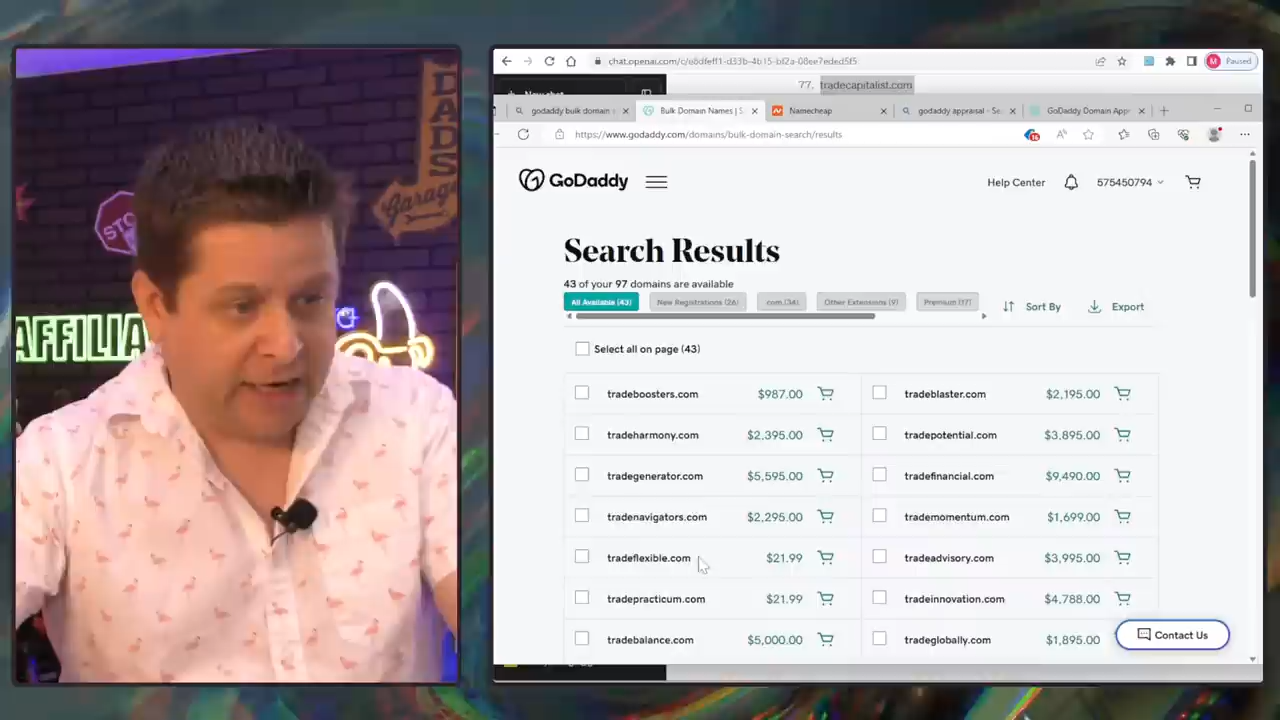 DADS
Garage
STO
AFFILIA
chat.openai.com/c/e8dfeff1-d33b-4b15-bf2a-08ee7eded5f5
M Paused
77. tradecapitalist.com
godaddy bulk domain
Bulk Domain Names | S
Namecheap
godaddy appraisal - Se
GoDaddy Domain Appr
https://www.godaddy.com/domains/bulk-domain-search/results
16
GoDaddy
Help Center
575450794
Search Results
43 of your 97 domains are available
All Available (43)
New Registrations (26)
.com (34)
Other Extensions (9)
Premium (17)
Sort By
Export
Select all on page (43)
tradeboosters.com $987.00
tradeblaster.com $2,195.00
tradeharmony.com $2,395.00
tradepotential.com $3,895.00
tradegenerator.com $5,595.00
tradefinancial.com $9,490.00
tradenavigators.com $2,295.00
trademomentum.com $1,699.00
tradeflexible.com $21.99
tradeadvisory.com $3,995.00
tradepracticum.com $21.99
tradeinnovation.com $4,788.00
tradebalance.com $5,000.00
tradeglobally.com $1,895.00
Contact Us